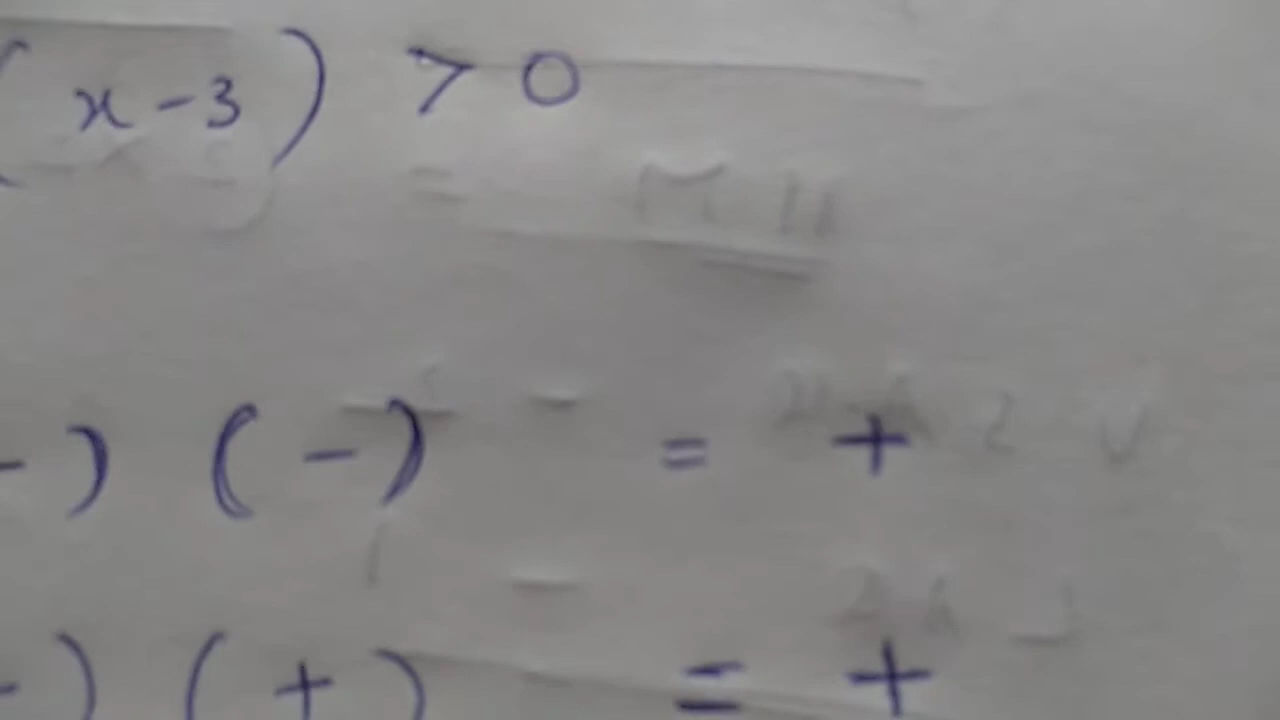 ( x-3 ) > 0
- ) ( - ) = +
- ) ( + ) = +